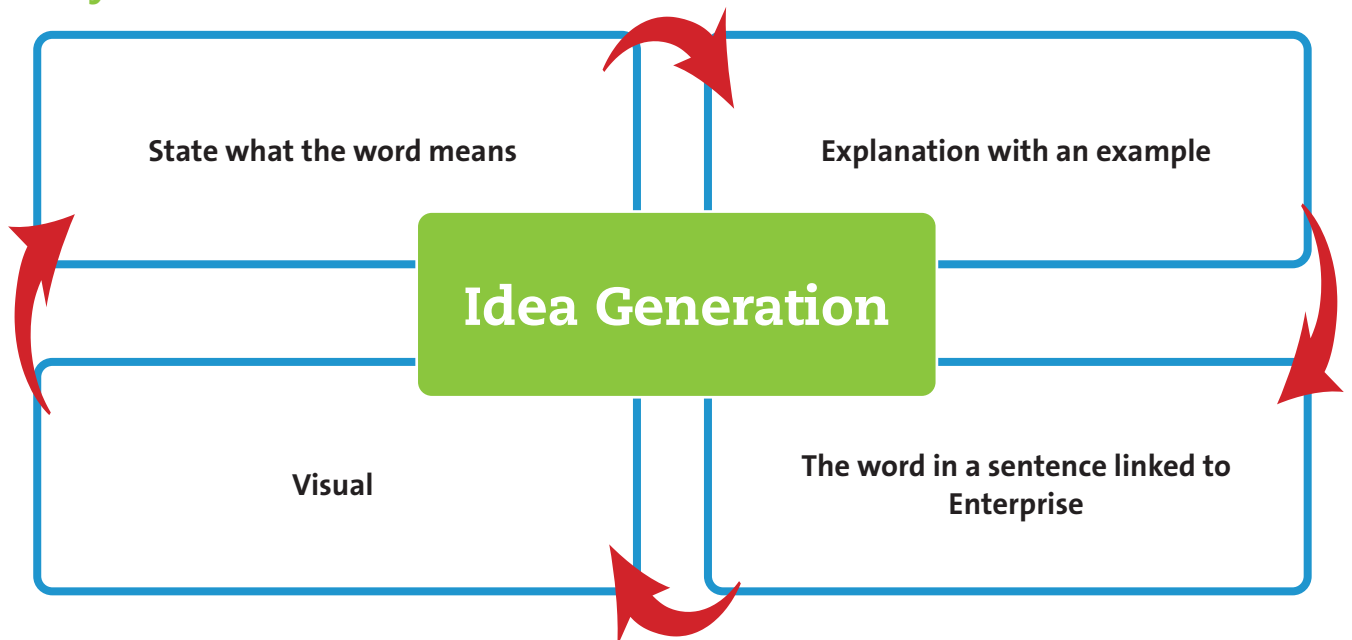 State what the word means
Explanation with an example
Idea Generation
Visual
The word in a sentence linked to
Enterprise